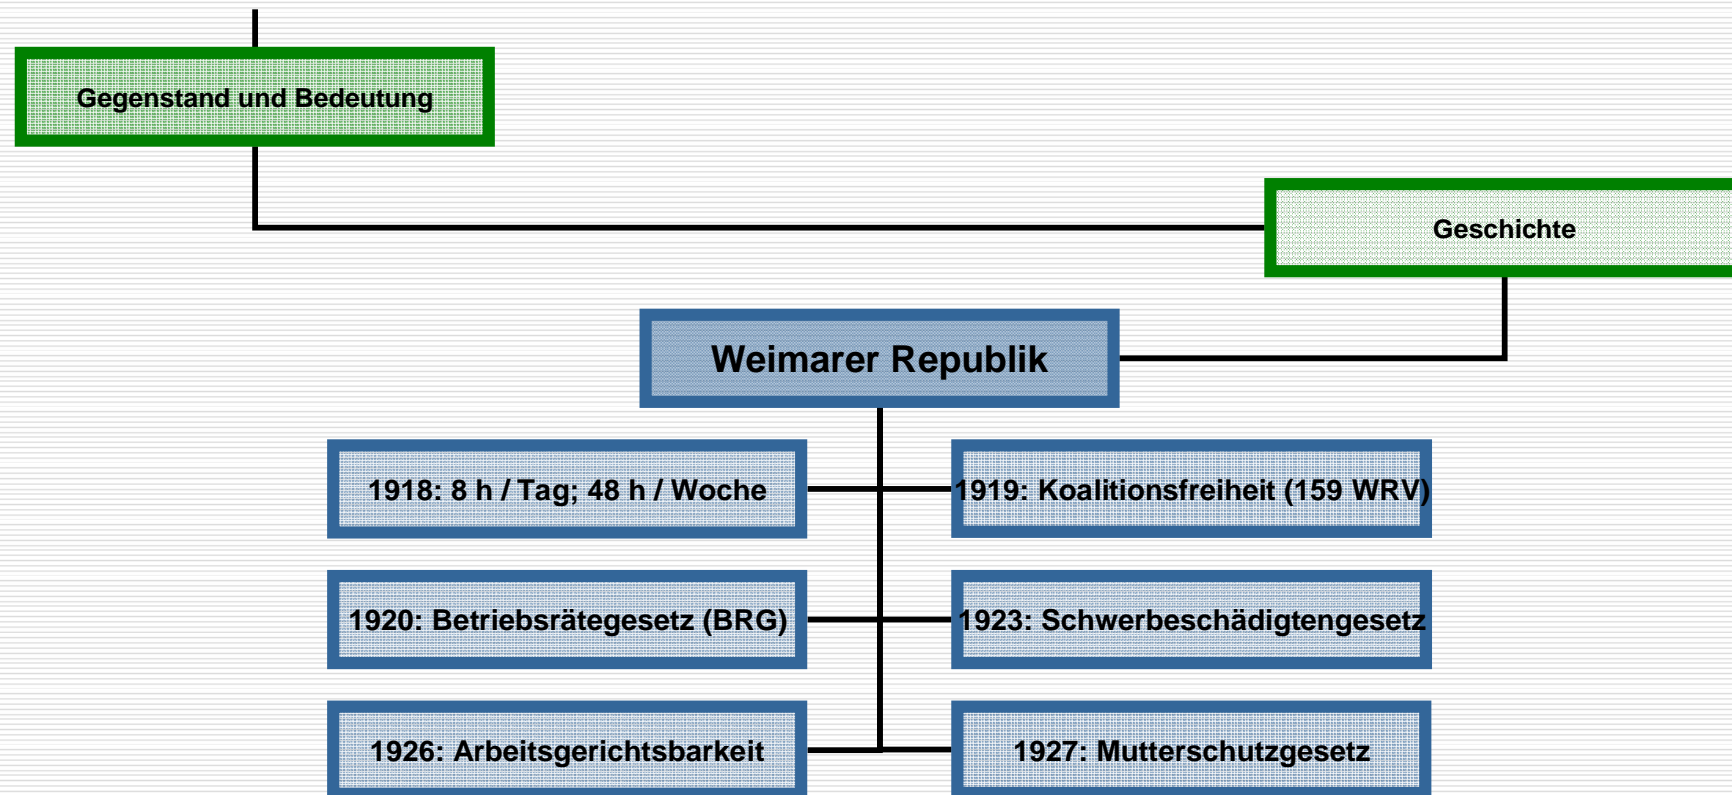 Gegenstand und Bedeutung
Geschichte
Weimarer Republik
1918: 8 h / Tag; 48 h / Woche
1919: Koalitionsfreiheit (159 WRV)
1920: Betriebsrätegesetz (BRG)
1923: Schwerbeschädigtengesetz
1926: Arbeitsgerichtsbarkeit
1927: Mutterschutzgesetz